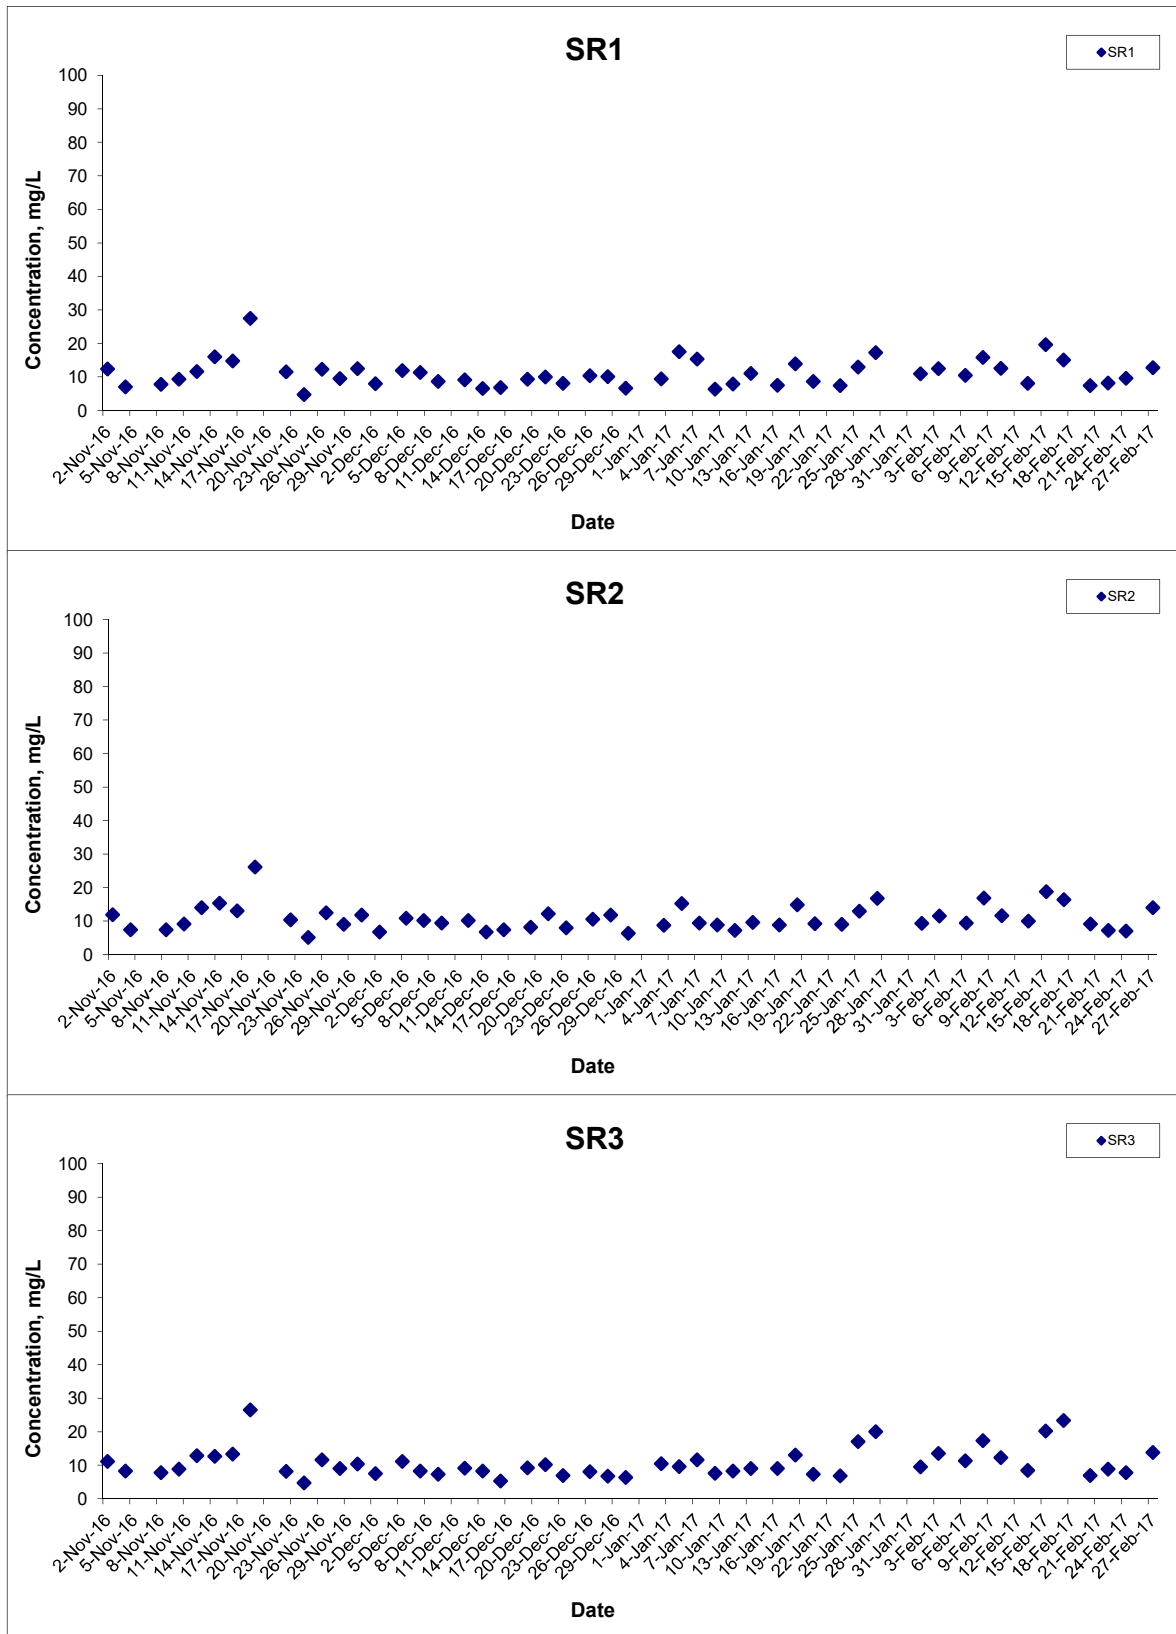 SR1
SR1
100
90
80
70
60
50
40
30
20
10
0
Concentration, mg/L
2-Nov-16
5-Nov-16
8-Nov-16
11-Nov-16
14-Nov-16
17-Nov-16
20-Nov-16
23-Nov-16
26-Nov-16
29-Nov-16
2-Dec-16
5-Dec-16
8-Dec-16
11-Dec-16
14-Dec-16
17-Dec-16
20-Dec-16
23-Dec-16
26-Dec-16
29-Dec-16
1-Jan-17
4-Jan-17
7-Jan-17
10-Jan-17
13-Jan-17
16-Jan-17
19-Jan-17
22-Jan-17
25-Jan-17
28-Jan-17
31-Jan-17
3-Feb-17
6-Feb-17
9-Feb-17
12-Feb-17
15-Feb-17
18-Feb-17
21-Feb-17
24-Feb-17
27-Feb-17
Date
SR2
SR2
100
90
80
70
60
50
40
30
20
10
0
Concentration, mg/L
2-Nov-16
5-Nov-16
8-Nov-16
11-Nov-16
14-Nov-16
17-Nov-16
20-Nov-16
23-Nov-16
26-Nov-16
29-Nov-16
2-Dec-16
5-Dec-16
8-Dec-16
11-Dec-16
14-Dec-16
17-Dec-16
20-Dec-16
23-Dec-16
26-Dec-16
29-Dec-16
1-Jan-17
4-Jan-17
7-Jan-17
10-Jan-17
13-Jan-17
16-Jan-17
19-Jan-17
22-Jan-17
25-Jan-17
28-Jan-17
31-Jan-17
3-Feb-17
6-Feb-17
9-Feb-17
12-Feb-17
15-Feb-17
18-Feb-17
21-Feb-17
24-Feb-17
27-Feb-17
Date
SR3
SR3
100
90
80
70
60
50
40
30
20
10
0
Concentration, mg/L
2-Nov-16
5-Nov-16
8-Nov-16
11-Nov-16
14-Nov-16
17-Nov-16
20-Nov-16
23-Nov-16
26-Nov-16
29-Nov-16
2-Dec-16
5-Dec-16
8-Dec-16
11-Dec-16
14-Dec-16
17-Dec-16
20-Dec-16
23-Dec-16
26-Dec-16
29-Dec-16
1-Jan-17
4-Jan-17
7-Jan-17
10-Jan-17
13-Jan-17
16-Jan-17
19-Jan-17
22-Jan-17
25-Jan-17
28-Jan-17
31-Jan-17
3-Feb-17
6-Feb-17
9-Feb-17
12-Feb-17
15-Feb-17
18-Feb-17
21-Feb-17
24-Feb-17
27-Feb-17
Date